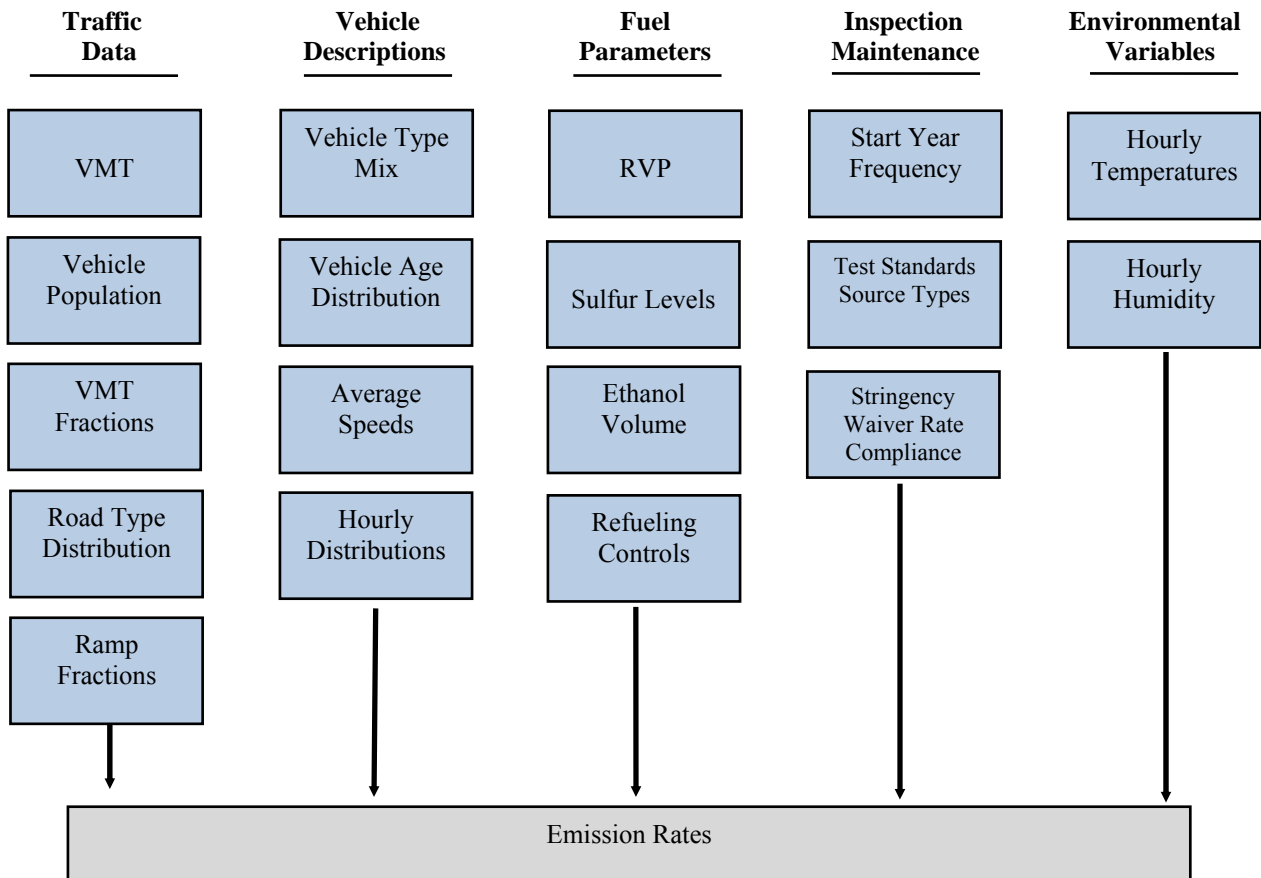 Traffic
Data
Vehicle
Descriptions
Fuel
Parameters
Inspection
Maintenance
Environmental
Variables
VMT
Vehicle
Population
VMT
Fractions
Road Type
Distribution
Ramp
Fractions
Vehicle Type
Mix
Vehicle Age
Distribution
Average
Speeds
Hourly
Distributions
RVP
Sulfur Levels
Ethanol
Volume
Refueling
Controls
Start Year
Frequency
Test Standards
Source Types
Stringency
Waiver Rate
Compliance
Hourly
Temperatures
Hourly
Humidity
Emission Rates